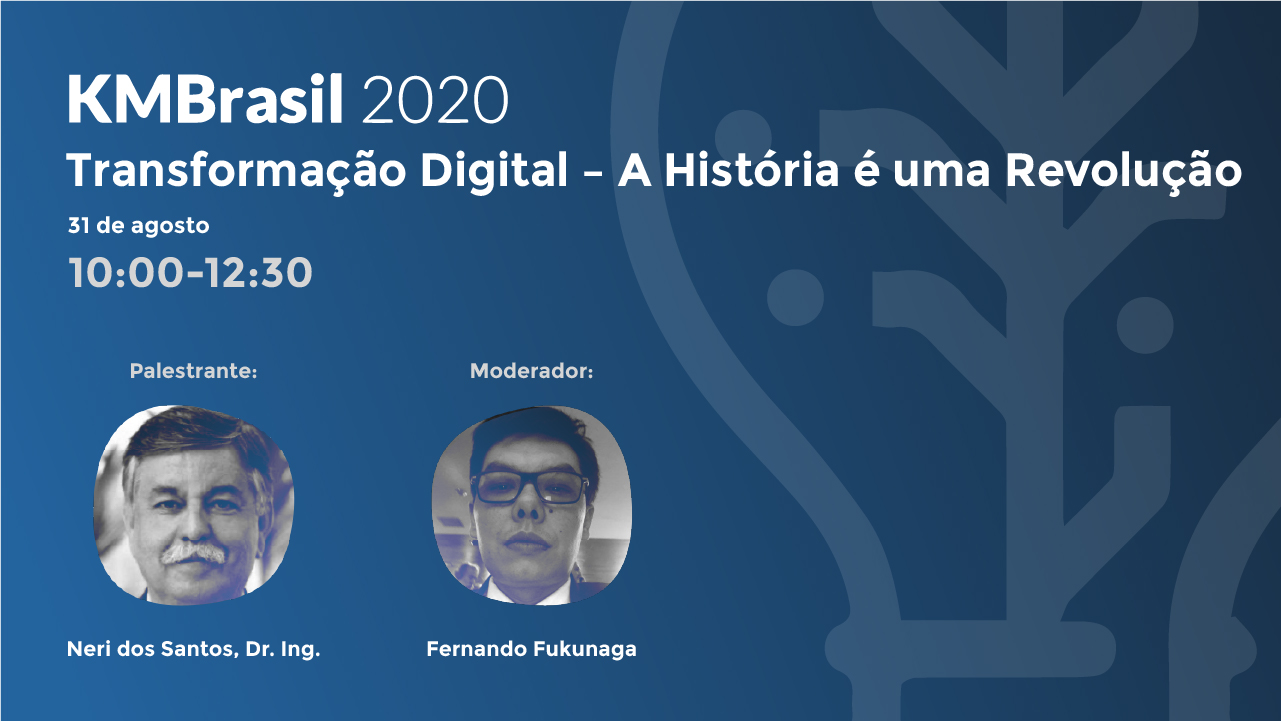 KMBrasil 2020
Transformação Digital – A História é uma Revolução
31 de agosto
10:00-12:30
Palestrante:
Moderador:
Neri dos Santos, Dr. Ing.
Fernando Fukunaga